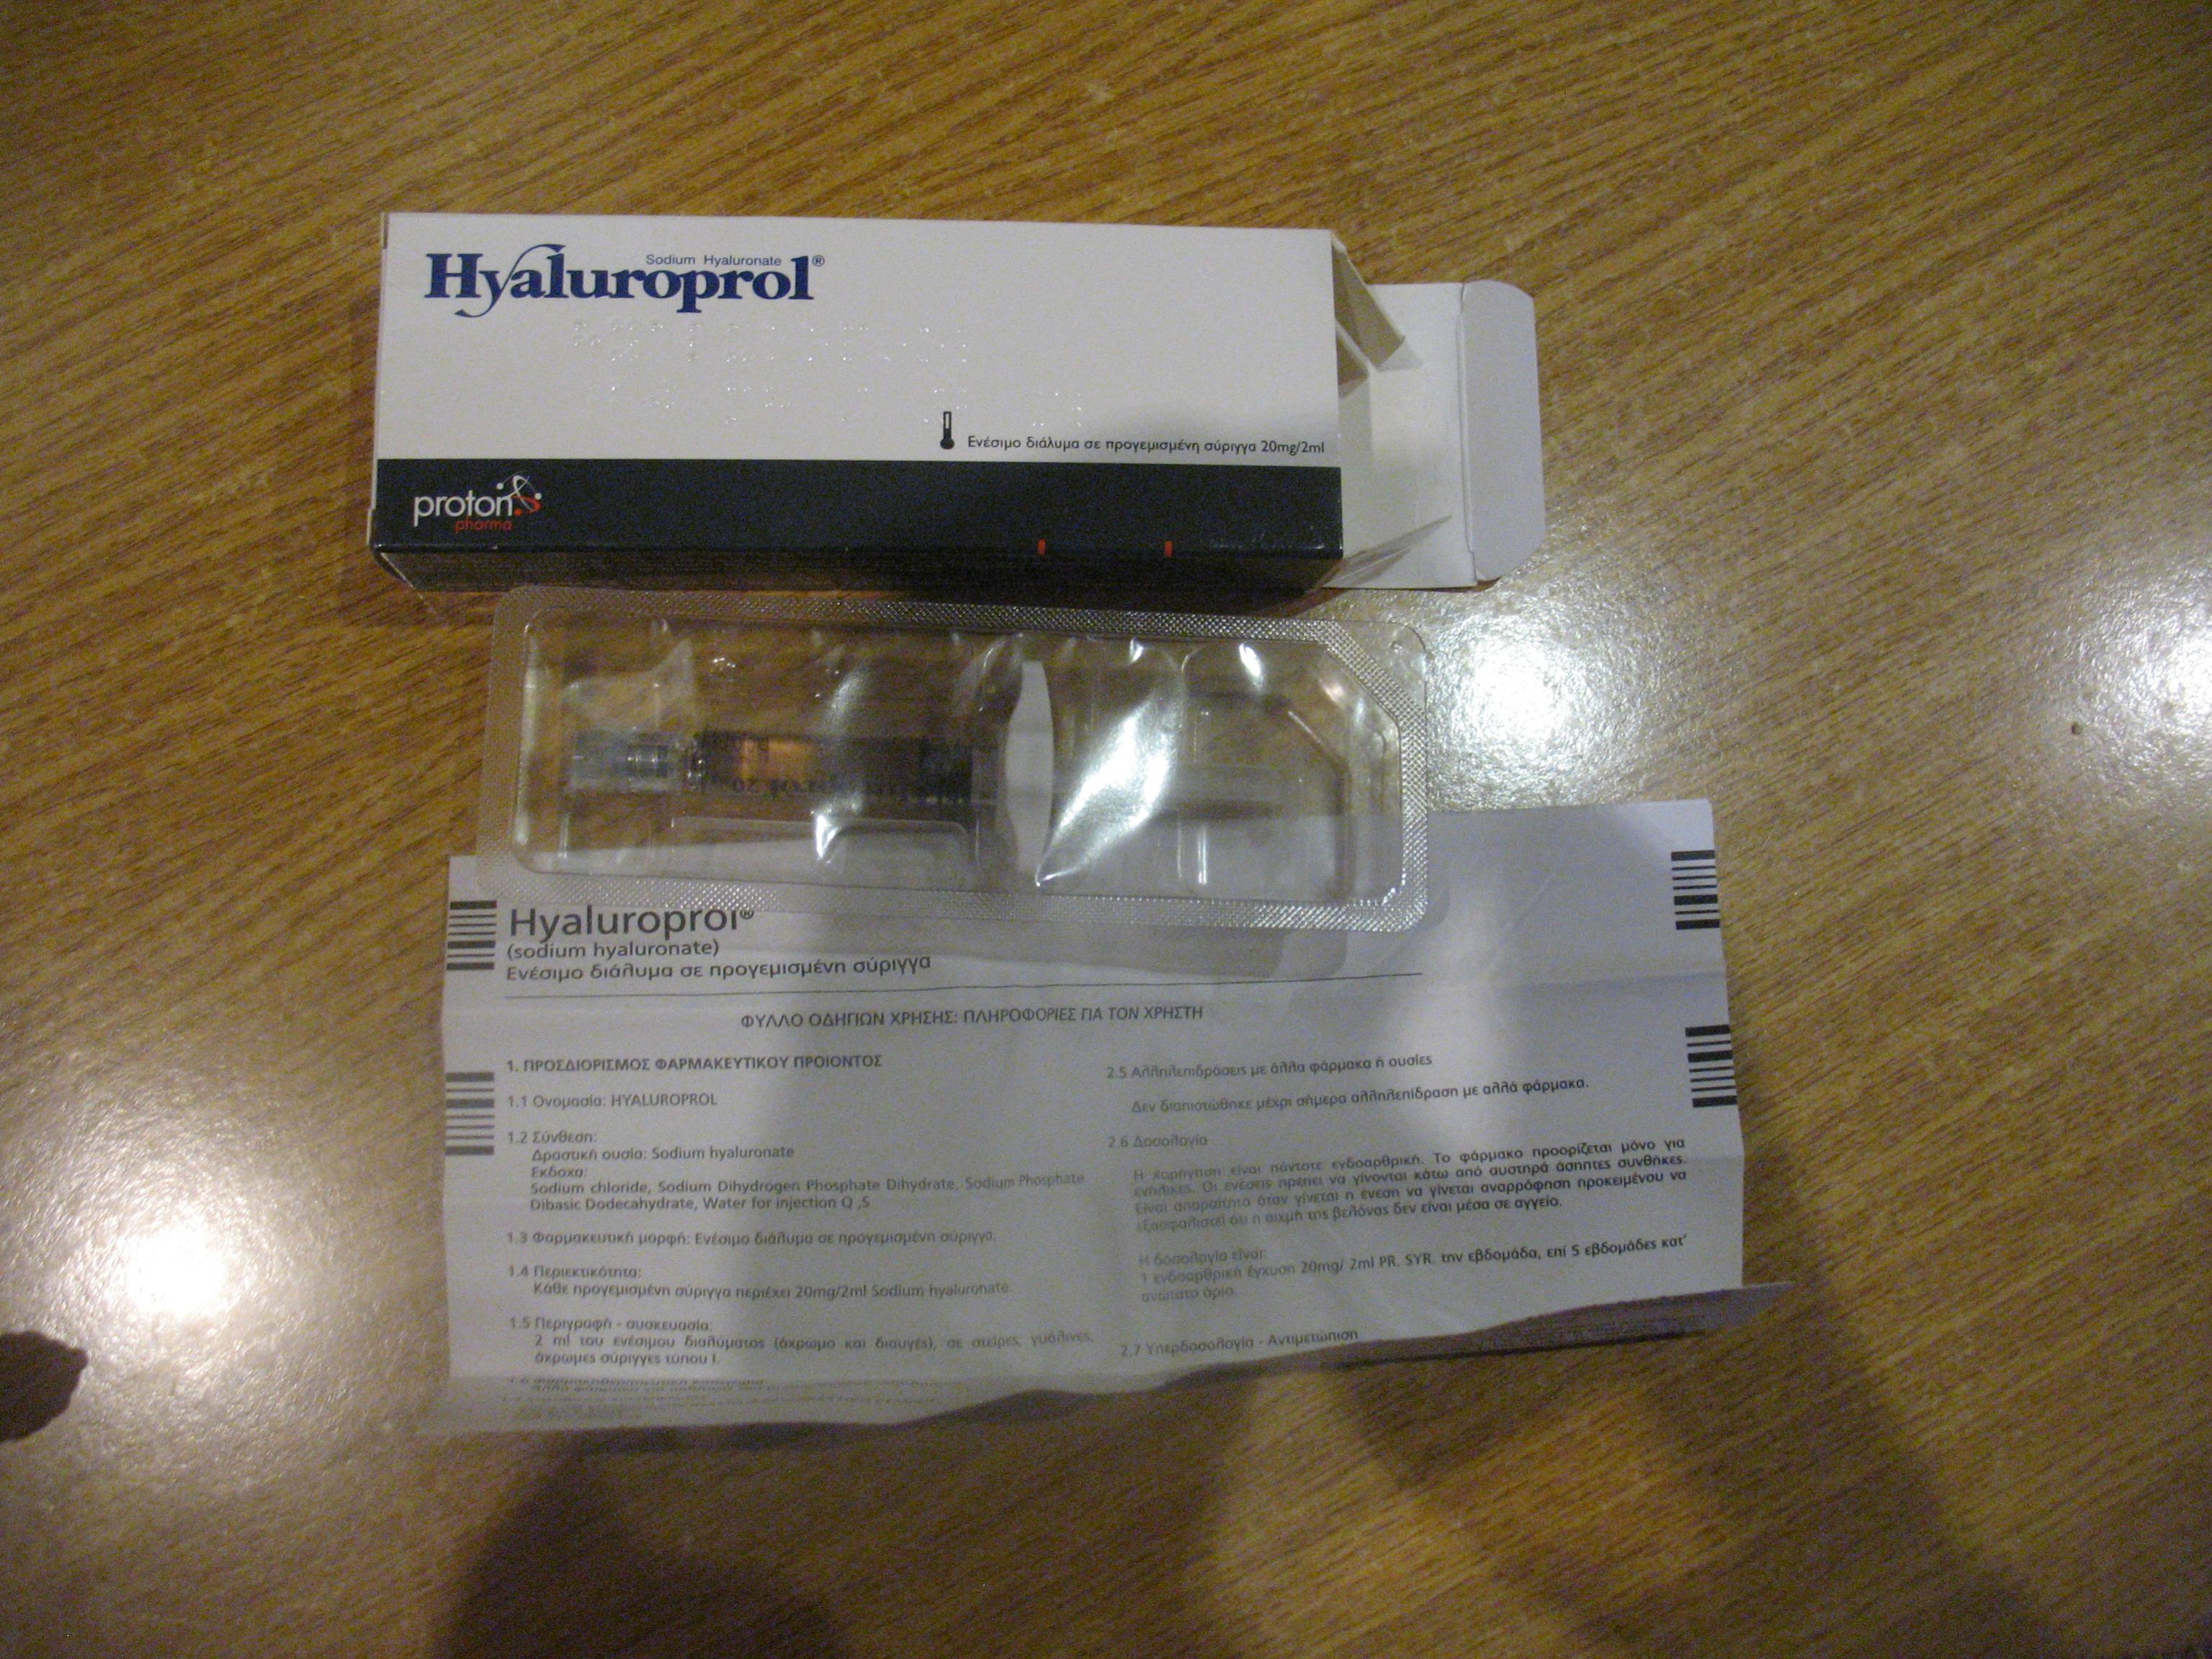 Sodium Hyaluronate
Hyaluroprol®
Ενέσιμο διάλυμα σε προγεμισμένη σύριγγα 20mg/2ml
proton
pharma
Hyaluroprol®
(sodium hyaluronate)
Ενέσιμο διάλυμα σε προγεμισμένη σύριγγα
ΦΥΛΛΟ ΟΔΗΓΙΩΝ ΧΡΗΣΗΣ: ΠΛΗΡΟΦΟΡΙΕΣ ΓΙΑ ΤΟΝ ΧΡΗΣΤΗ
1. ΠΡΟΣΔΙΟΡΙΣΜΟΣ ΦΑΡΜΑΚΕΥΤΙΚΟΥ ΠΡΟΙΟΝΤΟΣ
1.1 Ονομασία: HYALUROPROL
1.2 Σύνθεση:
Δραστική ουσία: Sodium hyaluronate
Εκδοχα:
Sodium chloride, Sodium Dihydrogen Phosphate Dihydrate, Sodium Phosphate
Dibasic Dodecahydrate, Water for injection Q ,S
1.3 Φαρμακευτική μορφή: Ενέσιμο διάλυμα σε προγεμισμένη σύριγγα.
1.4 Περιεκτικότητα:
Κάθε προγεμισμένη σύριγγα περιέχει 20mg/2ml Sodium hyaluronate.
1.5 Περιγραφή - συσκευασία:
2 ml του ενέσιμου διαλύματος (άχρωμο και διαυγές), σε στείρες, γυάλινες,
άχρωμες σύριγγες τύπου I.
2.5 Αλληλεπιδράσεις με άλλα φάρμακα ή ουσίες
Δεν διαπιστώθηκε μέχρι σήμερα αλληλεπίδραση με αλλά φάρμακα.
2.6 Δοσολογία
Η χορήγηση είναι πάντοτε ενδοαρθρική. Το φάρμακο προορίζεται μόνο για
ενήλικες. Οι ενέσεις πρέπει να γίνονται κάτω από αυστηρά άσηπτες συνθήκες.
Είναι απαραίτητο όταν γίνεται η ένεση να γίνεται αναρρόφηση προκειμένου να
εξασφαλιστεί ότι η αιχμή της βελόνας δεν είναι μέσα σε αγγείο.
Η δοσολογία είναι:
1 ενδοαρθρική έγχυση 20mg/ 2ml PR. SYR. την εβδομάδα, επί 5 εβδομάδες κατ'
ανώτατο όριο
2.7 Υπερδοσολογία - Αντιμετώπιση